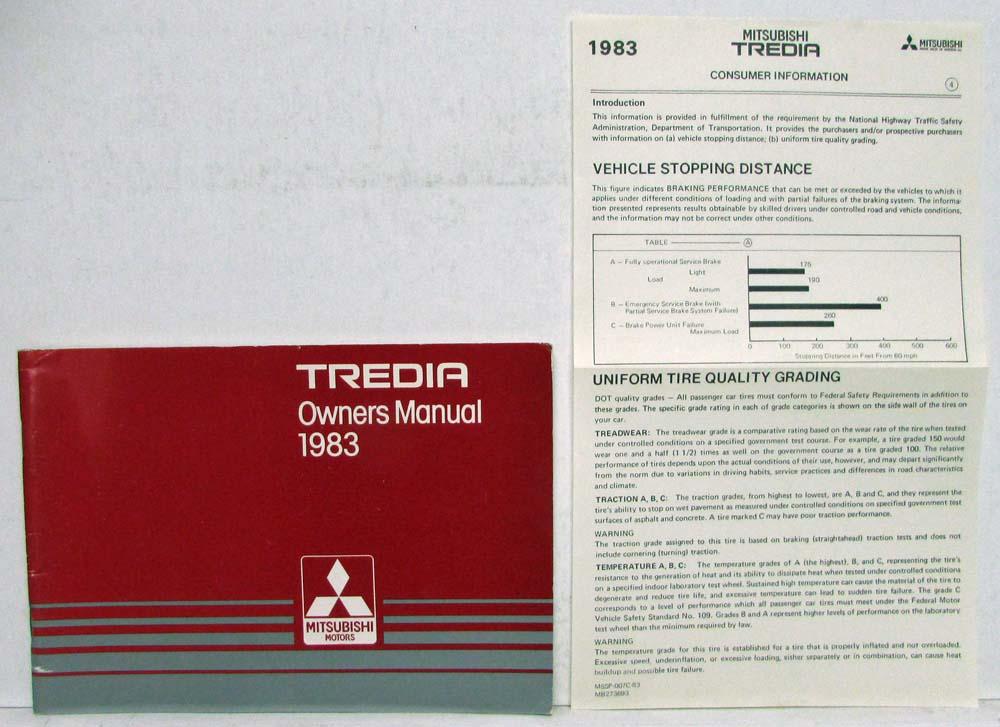 TREDIA
Owners Manual
1983
MITSUBISHI
MOTORS
1983
MITSUBISHI
TREDIA
MITSUBISHI
CONSUMER INFORMATION
4
Introduction
This information is provided in fulfillment of the requirement by the National Highway Traffic Safety
Administration, Department of Transportation. It provides the purchasers and/or prospective purchasers
with information on (a) vehicle stopping distance; (b) uniform tire quality grading.
VEHICLE STOPPING DISTANCE
This figure indicates BRAKING PERFORMANCE that can be met or exceeded by the vehicles to which it
applies under different conditions of loading and with partial failures of the braking system. The informa-
tion presented represents results obtainable by skilled drivers under controlled road and vehicle conditions,
and the information may not be correct under other conditions.
TABLE A
A – Fully operational Service Brake
Light 175
Load
Maximum 190
B – Emergency Service Brake (with 400
Partial Service Brake System Failure)
C – Brake Power Unit Failure 260
Maximum Load
0 100 200 300 400 500 600
Stopping Distance in Feet From 60 mph
UNIFORM TIRE QUALITY GRADING
DOT quality grades – All passenger car tires must conform to Federal Safety Requirements in addition to
these grades. The specific grade rating in each of grade categories is shown on the side wall of the tires on
your car.
TREADWEAR: The treadwear grade is a comparative rating based on the wear rate of the tire when tested
under controlled conditions on a specified government test course. For example, a tire graded 150 would
wear one and a half (1 1/2) times as well on the government course as a tire graded 100. The relative
performance of tires depends upon the actual conditions of their use, however, and may depart significantly
from the norm due to variations in driving habits, service practices and differences in road characteristics
and climate.
TRACTION A, B, C: The traction grades, from highest to lowest, are A, B and C, and they represent the
tire's ability to stop on wet pavement as measured under controlled conditions on specified government test
surfaces of asphalt and concrete. A tire marked C may have poor traction performance.
WARNING
The traction grade assigned to this tire is based on braking (straightahead) traction tests and does not
include cornering (turning) traction.
TEMPERATURE A, B, C: The temperature grades of A (the highest), B, and C, representing the tire's
resistance to the generation of heat and its ability to dissipate heat when tested under controlled conditions
on a specified indoor laboratory test wheel. Sustained high temperature can cause the material of the tire to
degenerate and reduce tire life, and excessive temperature can lead to sudden tire failure. The grade C
corresponds to a level of performance which all passenger car tires must meet under the Federal Motor
Vehicle Safety Standard No. 109. Grades B and A represent higher levels of performance on the laboratory
test wheel than the minimum required by law.
WARNING
The temperature grade for this tire is established for a tire that is properly inflated and not overloaded.
Excessive speed, underinflation, or excessive loading, either separately or in combination, can cause heat
buildup and possible tire failure.
MSSP-007C-83